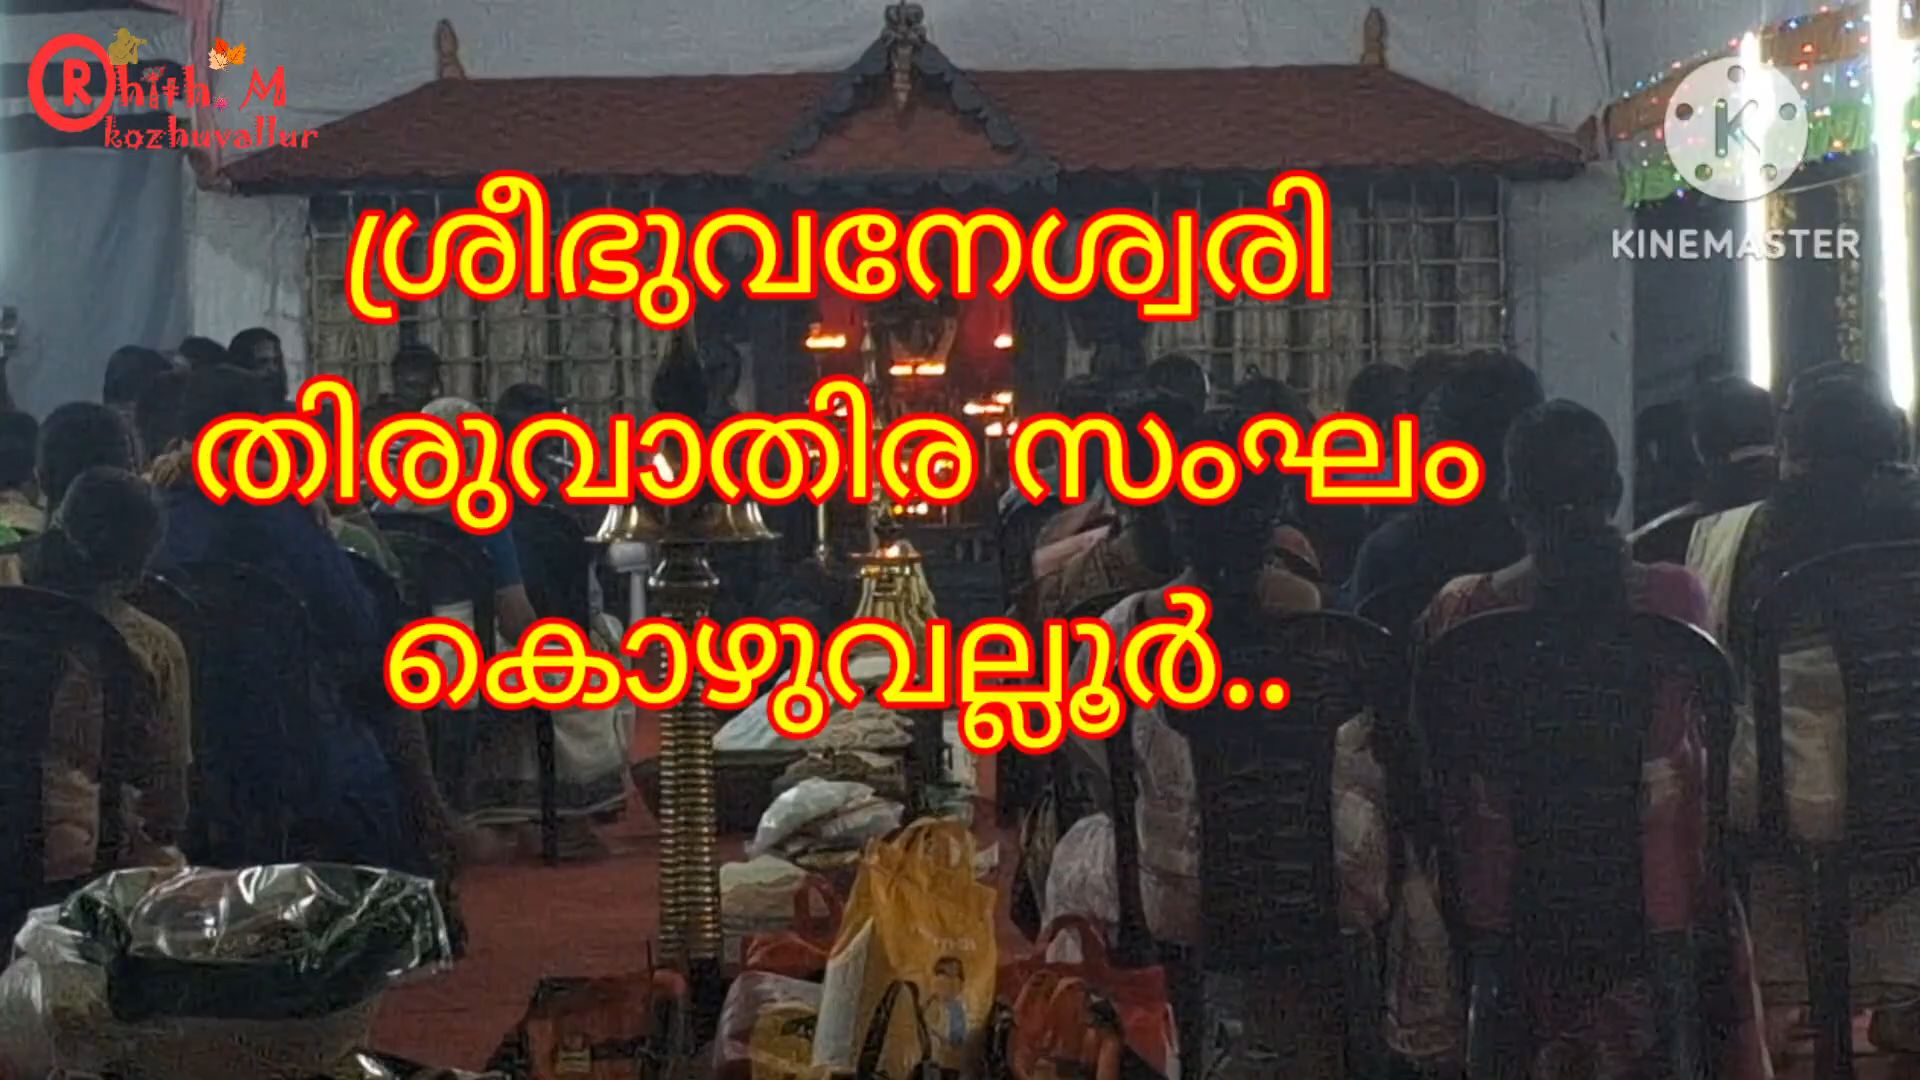 Rhith.M
kozhuvallur
KINEMASTER
ശ്രീഭുവനേശ്വരി
തിരുവാതിര സംഘം
കൊഴുവല്ലൂർ..